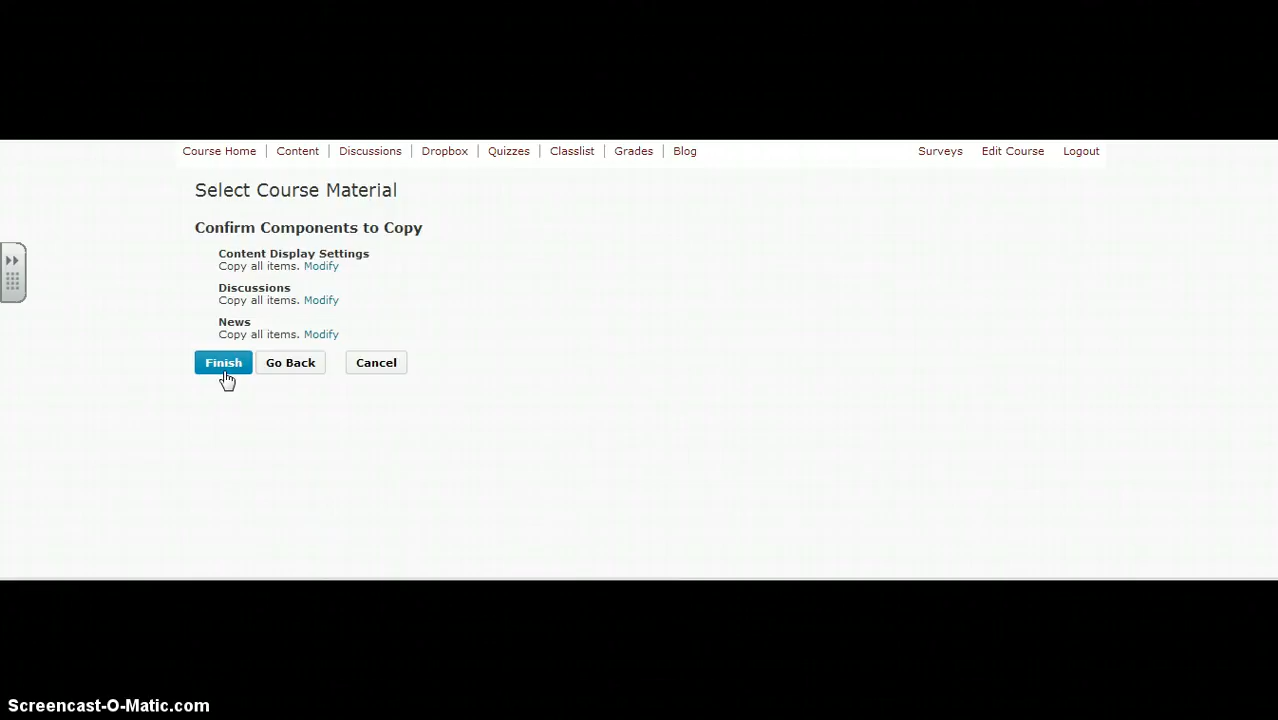 Course Home Content Discussions Dropbox Quizzes Classlist Grades Blog Surveys Edit Course Logout
Select Course Material
Confirm Components to Copy
Content Display Settings
Copy all items. Modify
Discussions
Copy all items. Modify
News
Copy all items. Modify
Finish Go Back Cancel
Screencast-O-Matic.com